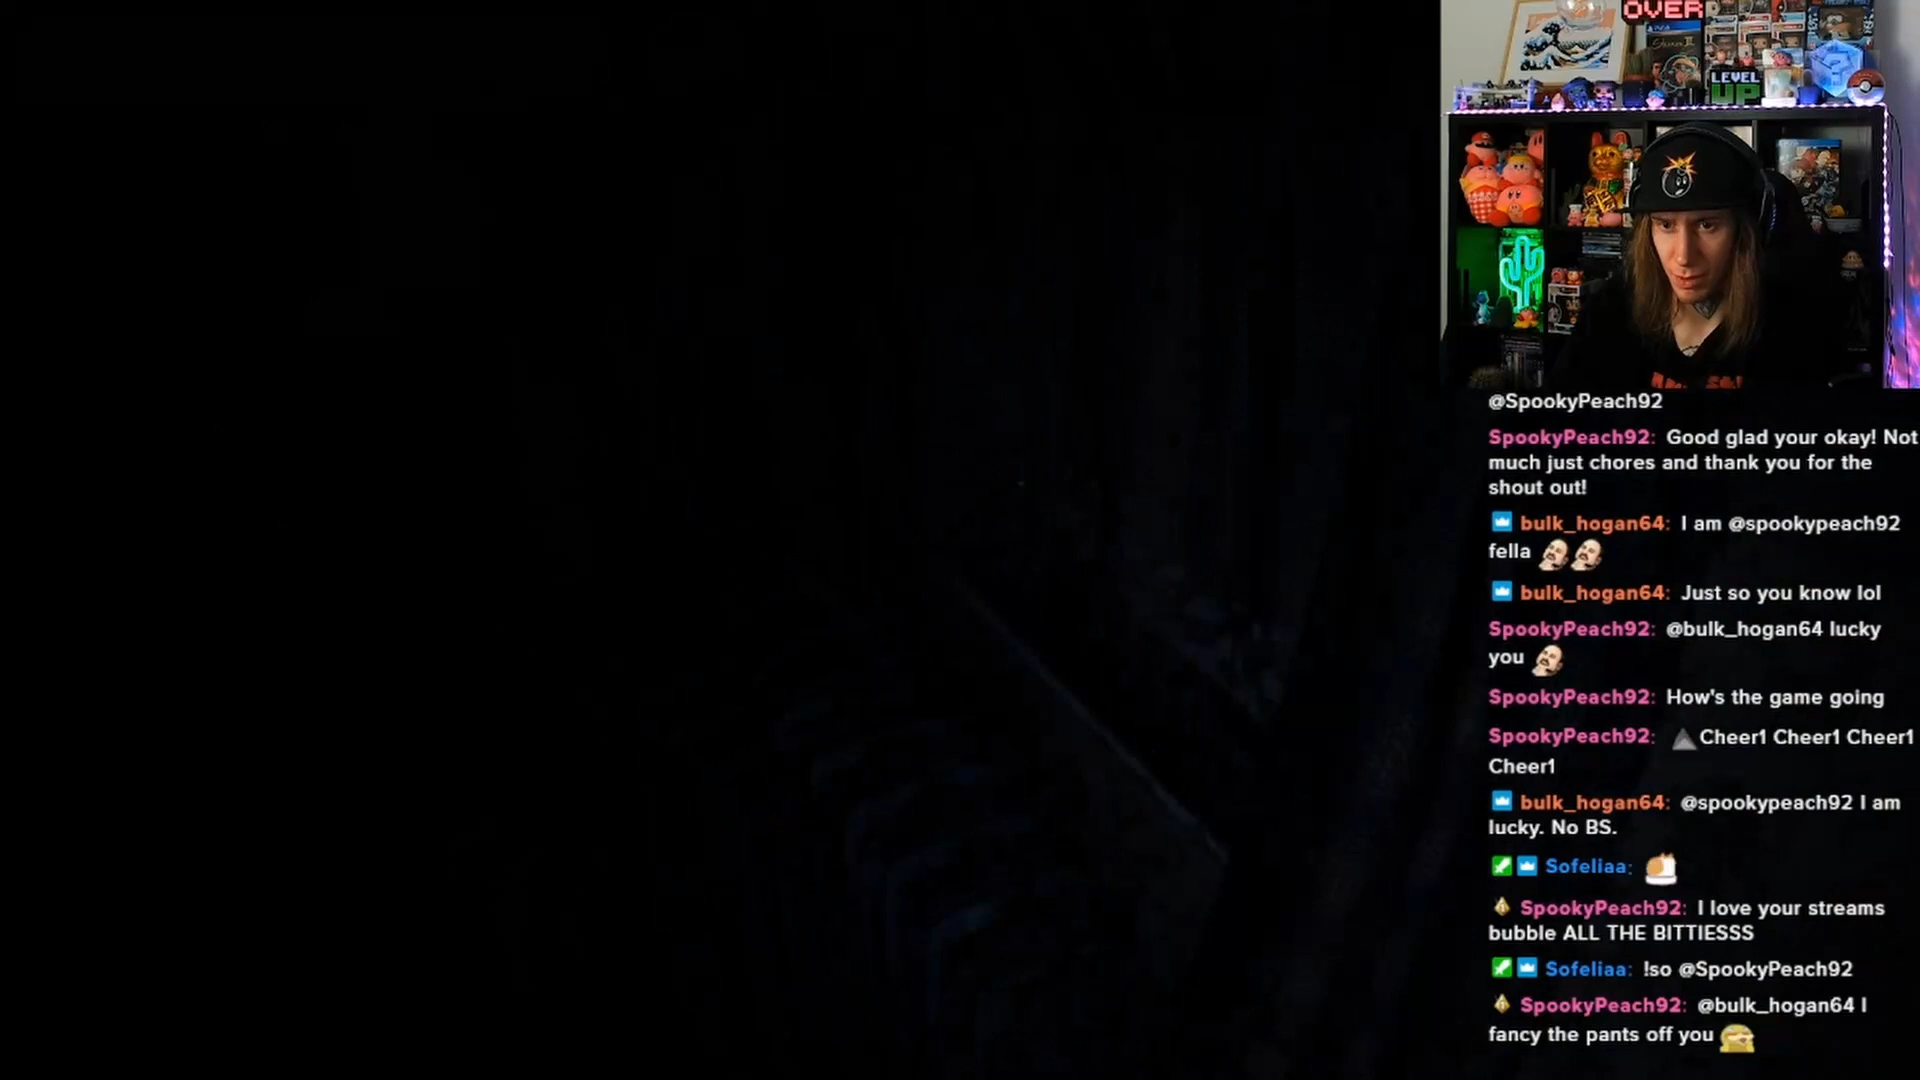 OVER
LEVEL
UP
@SpookyPeach92
SpookyPeach92: Good glad your okay! Not
much just chores and thank you for the
shout out!
bulk_hogan64: I am @spookypeach92
fella
bulk_hogan64: Just so you know lol
SpookyPeach92: @bulk_hogan64 lucky
you
SpookyPeach92: How's the game going
SpookyPeach92: Cheer1 Cheer1 Cheer1
Cheer1
bulk_hogan64: @spookypeach92 I am
lucky. No BS.
Sofeliaa:
SpookyPeach92: I love your streams
bubble ALL THE BITTIESSS
Sofeliaa: !so @SpookyPeach92
SpookyPeach92: @bulk_hogan64 I
fancy the pants off you